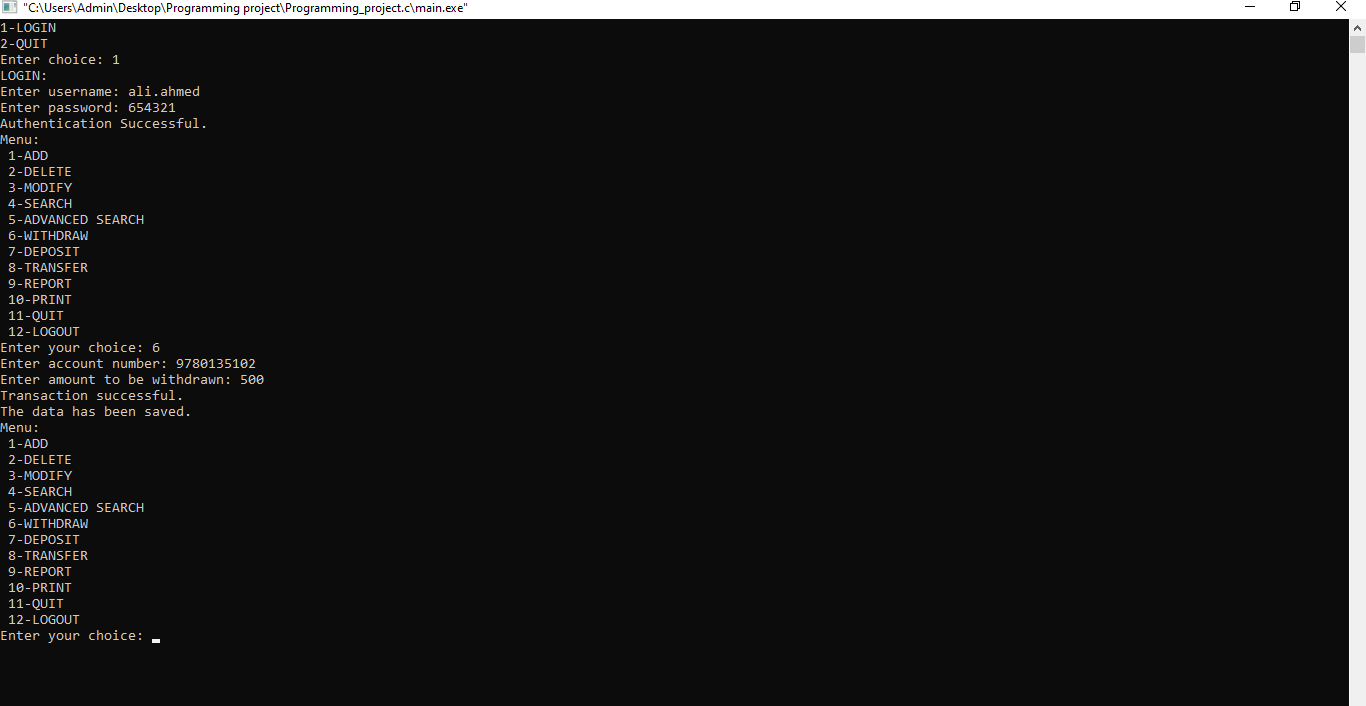 "C:\Users\Admin\Desktop\Programming project\Programming_project.c\main.exe"
1-LOGIN
2-QUIT
Enter choice: 1
LOGIN:
Enter username: ali.ahmed
Enter password: 654321
Authentication Successful.
Menu:
 1-ADD
 2-DELETE
 3-MODIFY
 4-SEARCH
 5-ADVANCED SEARCH
 6-WITHDRAW
 7-DEPOSIT
 8-TRANSFER
 9-REPORT
 10-PRINT
 11-QUIT
 12-LOGOUT
Enter your choice: 6
Enter account number: 9780135102
Enter amount to be withdrawn: 500
Transaction successful.
The data has been saved.
Menu:
 1-ADD
 2-DELETE
 3-MODIFY
 4-SEARCH
 5-ADVANCED SEARCH
 6-WITHDRAW
 7-DEPOSIT
 8-TRANSFER
 9-REPORT
 10-PRINT
 11-QUIT
 12-LOGOUT
Enter your choice: